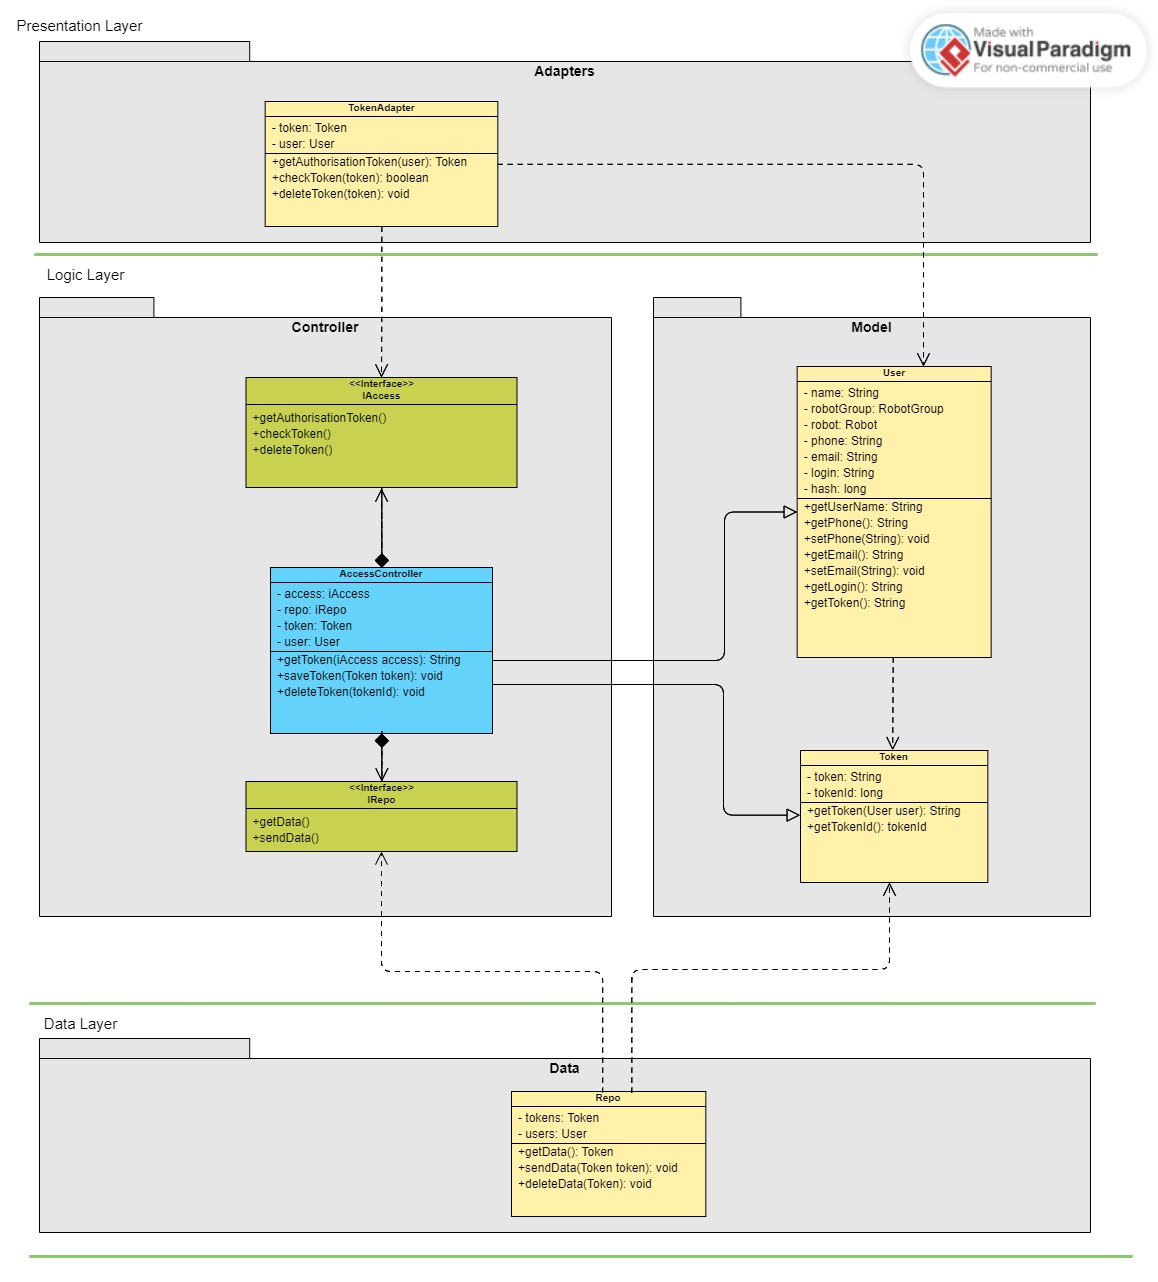 Presentation Layer
Made with
VisualParadigm
For non-commercial use
Adapters
TokenAdapter
- token: Token
- user: User
+getAuthorisationToken(user): Token
+checkToken(token): boolean
+deleteToken(token): void
Logic Layer
Controller
<<Interface>>
IAccess
+getAuthorisationToken()
+checkToken()
+deleteToken()
AccessController
- access: iAccess
- repo: iRepo
- token: Token
- user: User
+getToken(iAccess access): String
+saveToken(Token token): void
+deleteToken(tokenId): void
<<Interface>>
IRepo
+getData()
+sendData()
Model
User
- name: String
- robotGroup: RobotGroup
- robot: Robot
- phone: String
- email: String
- login: String
- hash: long
+getUserName: String
+getPhone(): String
+setPhone(String): void
+getEmail(): String
+setEmail(String): void
+getLogin(): String
+getToken(): String
Token
- token: String
- tokenId: long
+getToken(User user): String
+getTokenId(): tokenId
Data Layer
Data
Repo
- tokens: Token
- users: User
+getData(): Token
+sendData(Token token): void
+deleteData(Token): void